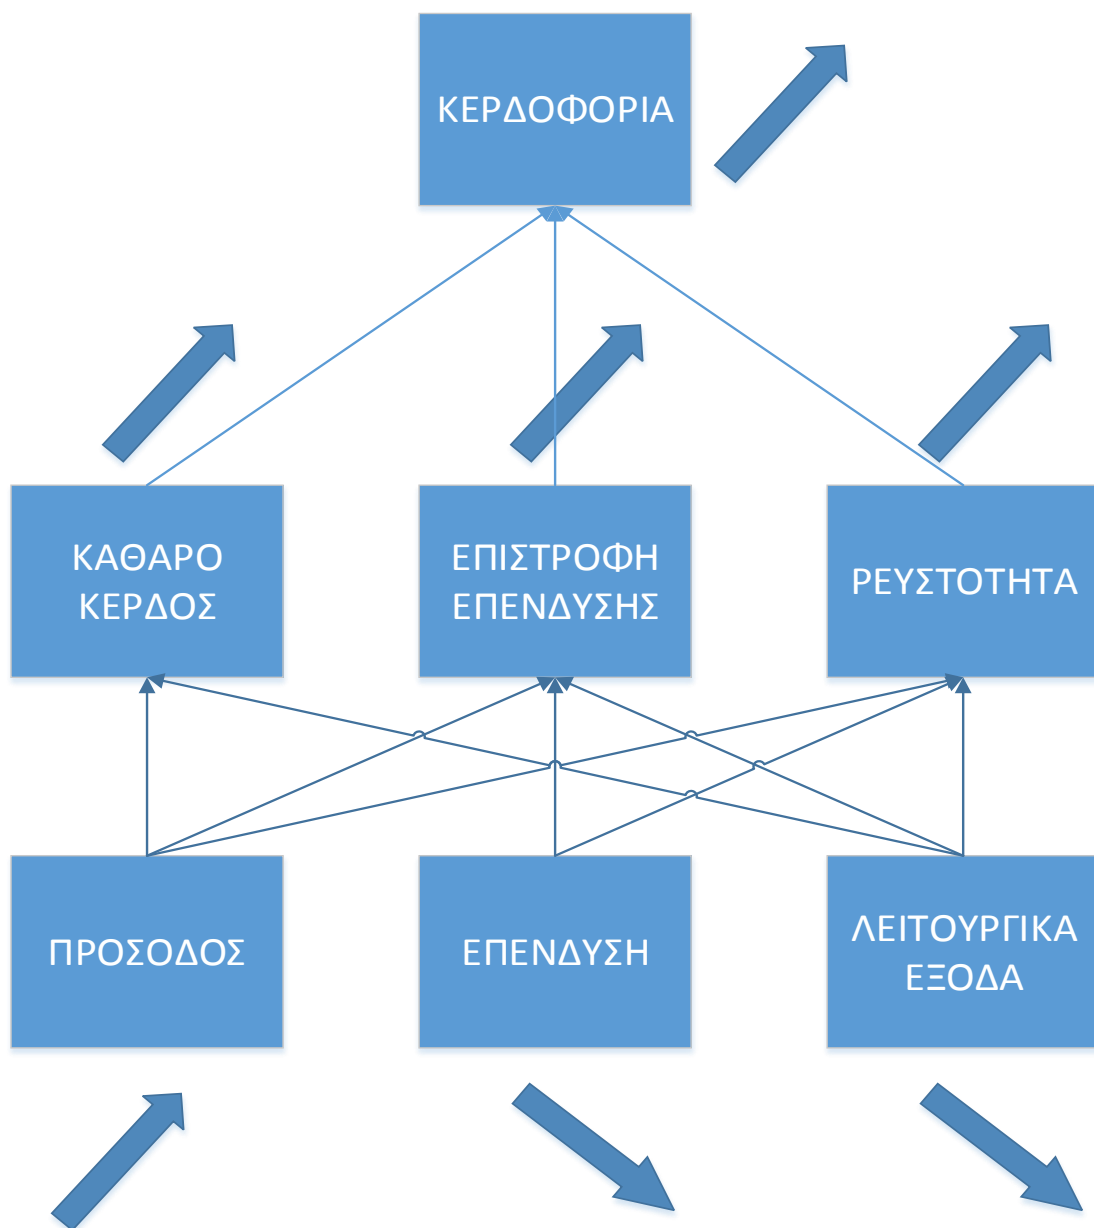 ΚΕΡΔΟΦΟΡΙΑ
ΚΑΘΑΡΟ
ΚΕΡΔΟΣ
ΕΠΙΣΤΡΟΦΗ
ΕΠΕΝΔΥΣΗΣ
ΡΕΥΣΤΟΤΗΤΑ
ΠΡΟΣΟΔΟΣ
ΕΠΕΝΔΥΣΗ
ΛΕΙΤΟΥΡΓΙΚΑ
ΕΞΟΔΑ